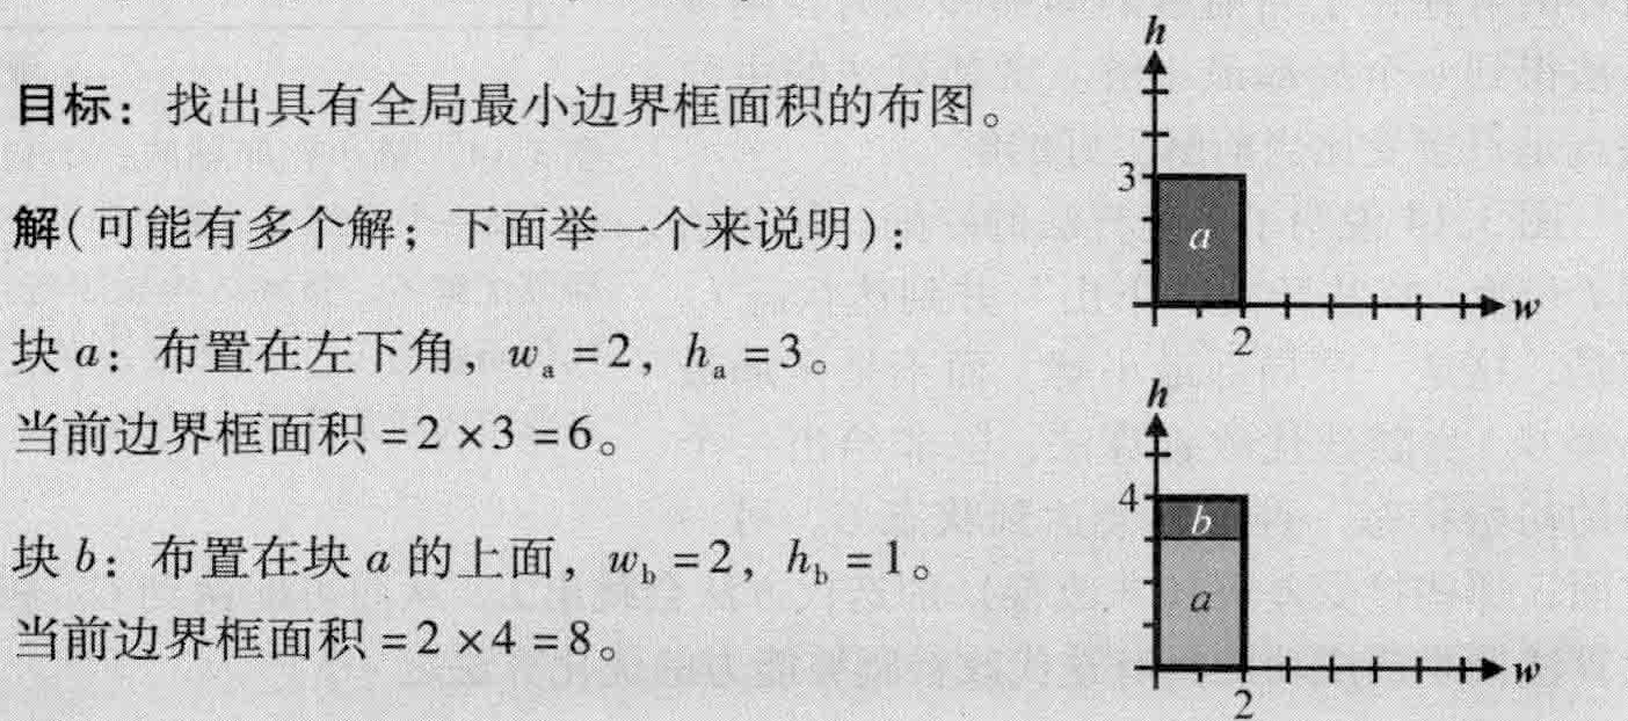 目标：找出具有全局最小边界框面积的布图。
解(可能有多个解；下面举一个来说明)：
块 a：布置在左下角，wₐ = 2，hₐ = 3。
当前边界框面积 = 2 × 3 = 6。
块 b：布置在块 a 的上面，w_b = 2，h_b = 1。
当前边界框面积 = 2 × 4 = 8。
h
3
a
2
w
h
4
b
a
2
w